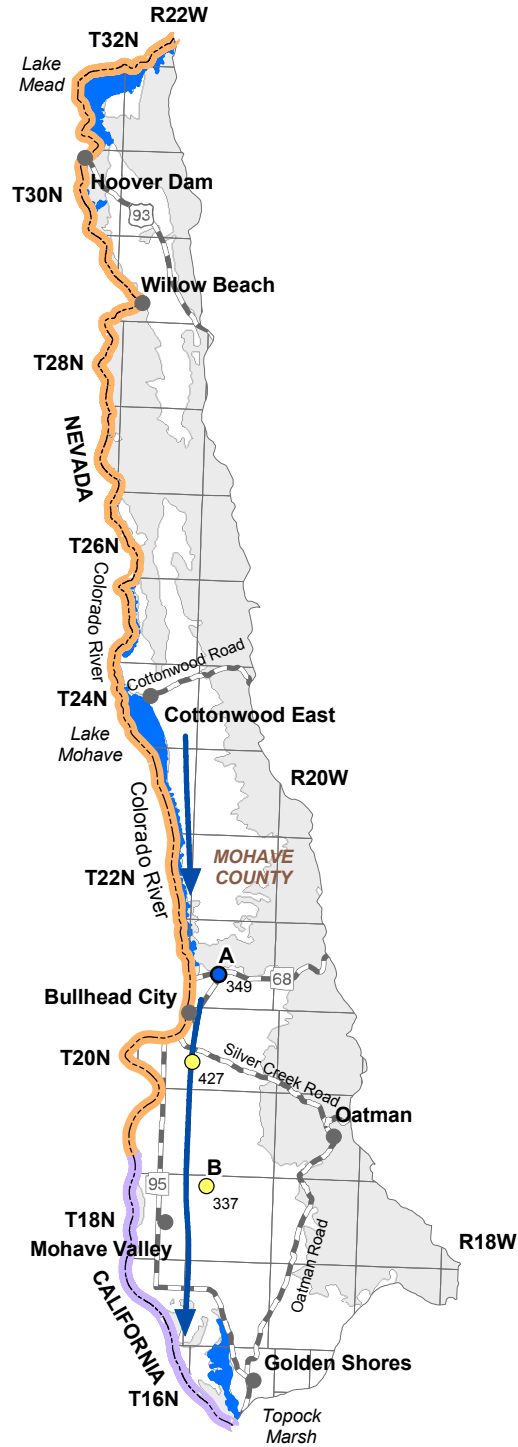 R22W
T32N
Lake
Mead
Hoover Dam
T30N
93
Willow Beach
T28N
NEVADA
T26N
Colorado River
Cottonwood Road
T24N
Cottonwood East
Lake
Mohave
R20W
Colorado River
T22N
MOHAVE
COUNTY
A
349
68
Bullhead City
T20N
Silver Creek Road
427
Oatman
B
337
95
T18N
Mohave Valley
R18W
Oatman Road
CALIFORNIA
Golden Shores
T16N
Topock
Marsh